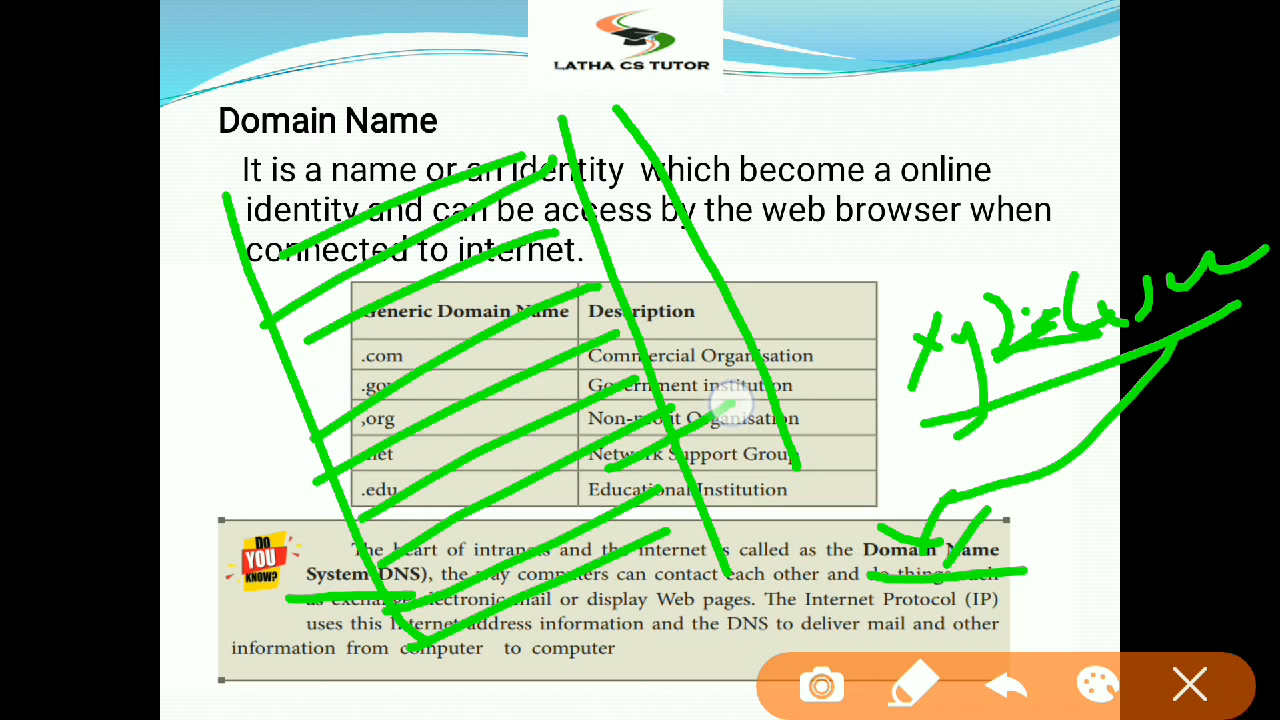 LATHA CS TUTOR
Domain Name
It is a name or an identity which become a online
identity and can be access by the web browser when
connected to internet.
Generic Domain Name Description
.com Commercial Organisation
.gov Government institution
,org Non-profit Organisation
.net Network Support Group
.edu Educational Institution
DO
YOU
KNOW?
The heart of intranets and the internet is called as the Domain Name
System (DNS), the way computers can contact each other and do things such
as exchange electronic mail or display Web pages. The Internet Protocol (IP)
uses this Internet address information and the DNS to deliver mail and other
information from computer to computer